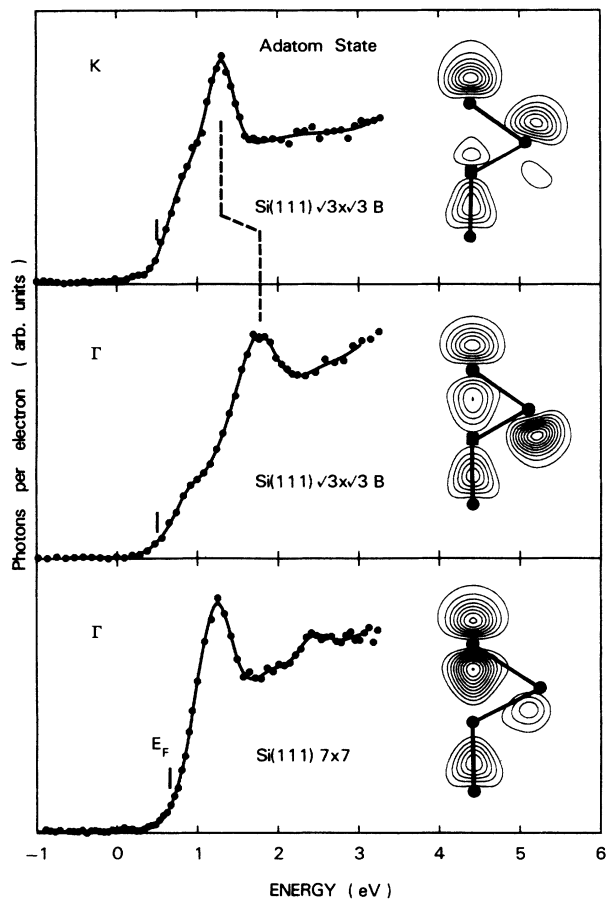 K
Adatom State
Si(111) √3x√3 B
Γ
Si(111) √3x√3 B
Γ
E_F
Si(111) 7x7
Photons per electron ( arb. units)
−1 0 1 2 3 4 5 6
ENERGY ( eV )